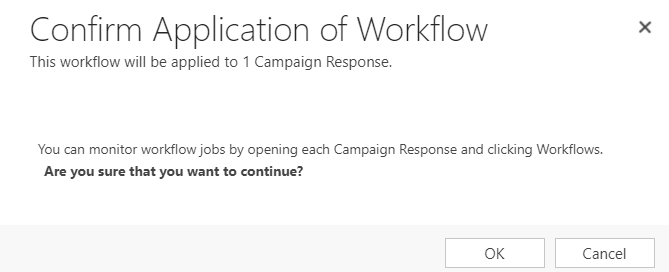 Confirm Application of Workflow
This workflow will be applied to 1 Campaign Response.
You can monitor workflow jobs by opening each Campaign Response and clicking Workflows.
Are you sure that you want to continue?
OK Cancel